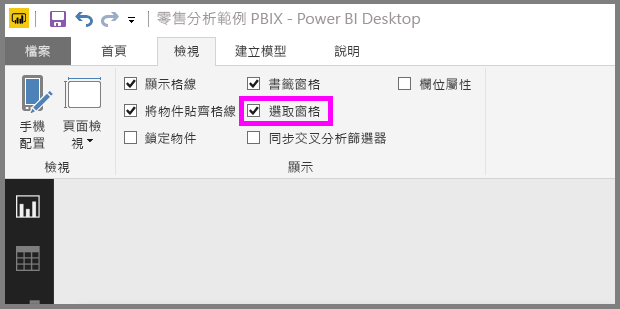 零售分析範例 PBIX - Power BI Desktop
檔案 首頁 檢視 建立模型 說明
顯示格線 書籤窗格 欄位屬性
將物件貼齊格線 選取窗格
鎖定物件 同步交叉分析篩選器
手機
配置
頁面檢
視
檢視 顯示